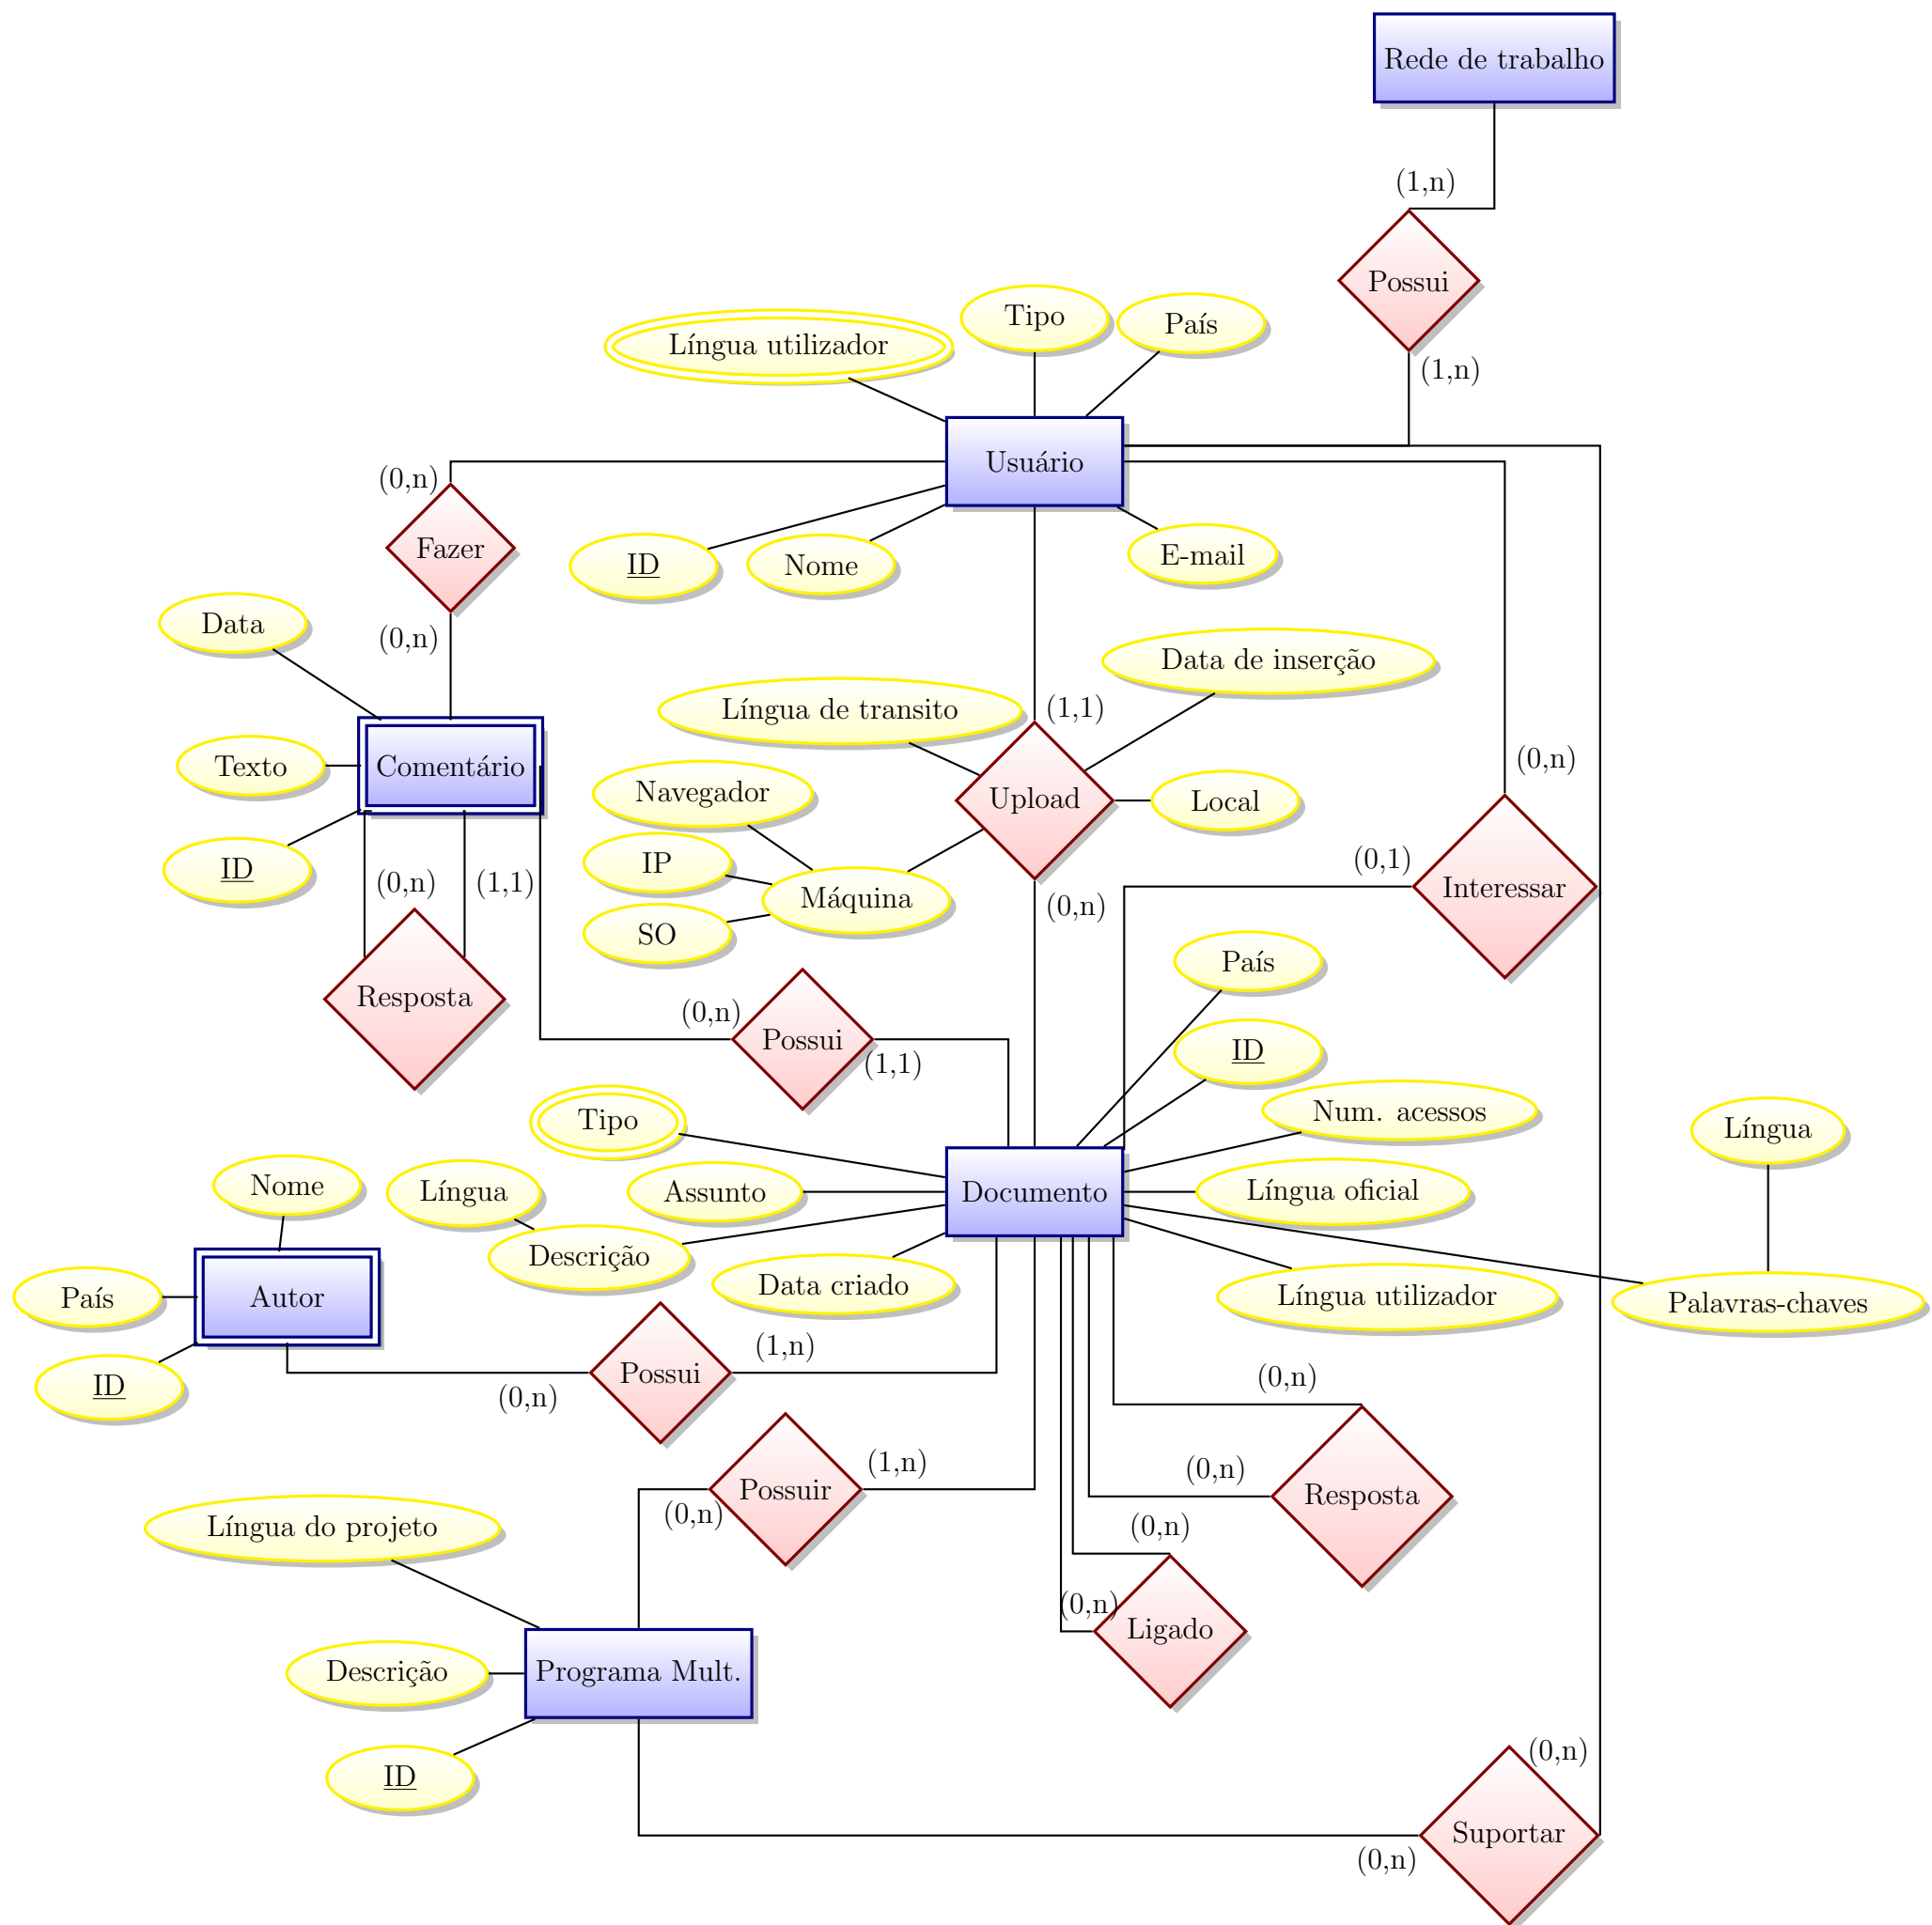 Rede de trabalho
(1,n)
Possui
(1,n)
Tipo
País
Língua utilizador
Usuário
(0,n)
Fazer
ID
Nome
E-mail
(0,n)
Data
Data de inserção
Língua de transito
(1,1)
Texto
Comentário
Navegador
Upload
Local
(0,n)
ID
(0,n)
(1,1)
IP
Máquina
(0,1)
Interessar
SO
(0,n)
País
Resposta
(0,n)
Possui
(1,1)
ID
Tipo
Num. acessos
Língua
Nome
Língua
Assunto
Documento
Língua oficial
Descrição
Data criado
Língua utilizador
Palavras-chaves
País
Autor
ID
(0,n)
Possui
(1,n)
(0,n)
(0,n)
Possuir
(1,n)
(0,n)
Resposta
Língua do projeto
(0,n)
(0,n)
Ligado
Descrição
Programa Mult.
ID
(0,n)
Suportar
(0,n)